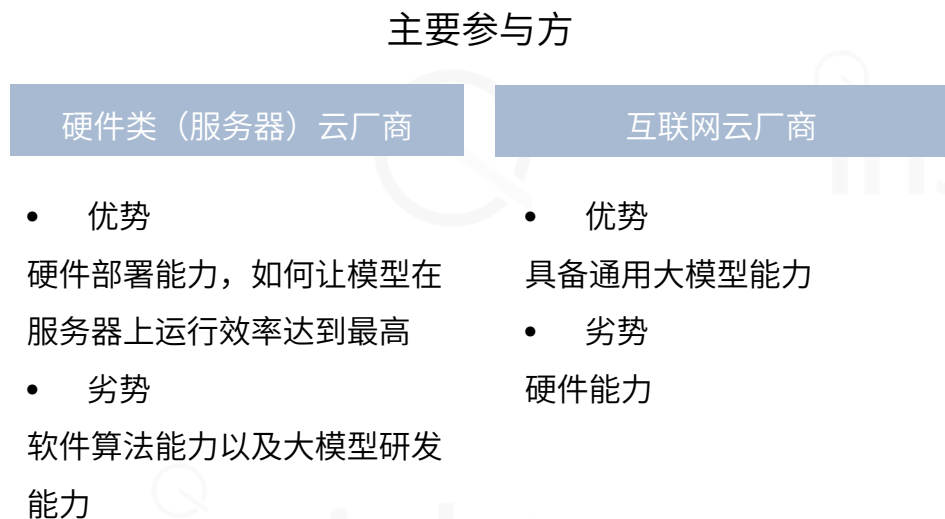 主要参与方
硬件类（服务器）云厂商
• 优势
硬件部署能力，如何让模型在
服务器上运行效率达到最高
• 劣势
软件算法能力以及大模型研发
能力
互联网云厂商
• 优势
具备通用大模型能力
• 劣势
硬件能力